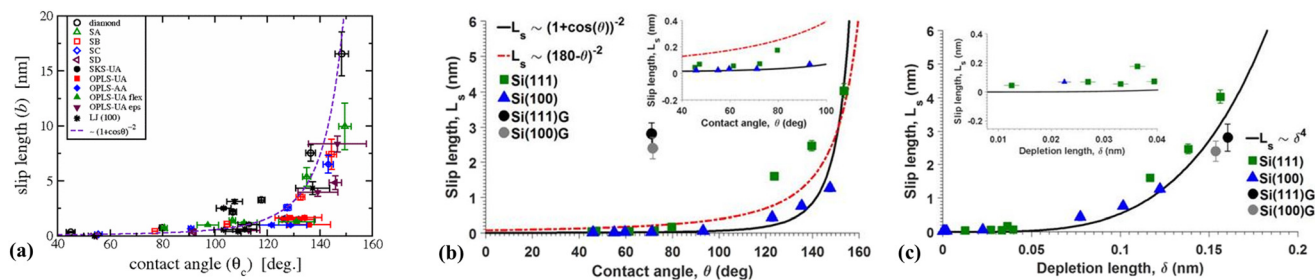 (a)
slip length (b) [nm]
20
15
10
5
0
40
60
80
100
120
140
160
contact angle (θc) [deg.]
diamond
SA
SB
SC
SD
SKS-UA
OPLS-UA
OPLS-AA
OPLS-UA flex
OPLS-UA eps
LJ (100)
~ (1+cosθ)⁻²
(b)
Slip length, Ls (nm)
6
5
4
3
2
1
0
0
20
40
60
80
100
120
140
160
Contact angle, θ (deg)
Ls ~ (1+cos(θ))⁻²
Ls ~ (180-θ)⁻²
Si(111)
Si(100)
Si(111)G
Si(100)G
Slip length, Ls (nm)
0.4
0.2
0
0.2
40
60
80
100
Contact angle, θ (deg)
(c)
Slip length, Ls (nm)
6
5
4
3
2
1
0
0
0.05
0.1
0.15
0.2
Depletion length, δ (nm)
Slip length, Ls (nm)
0.4
0.2
0
-0.2
0.01
0.02
0.03
0.04
Depletion length, δ (nm)
Ls ~ δ⁴
Si(111)
Si(100)
Si(111)G
Si(100)G